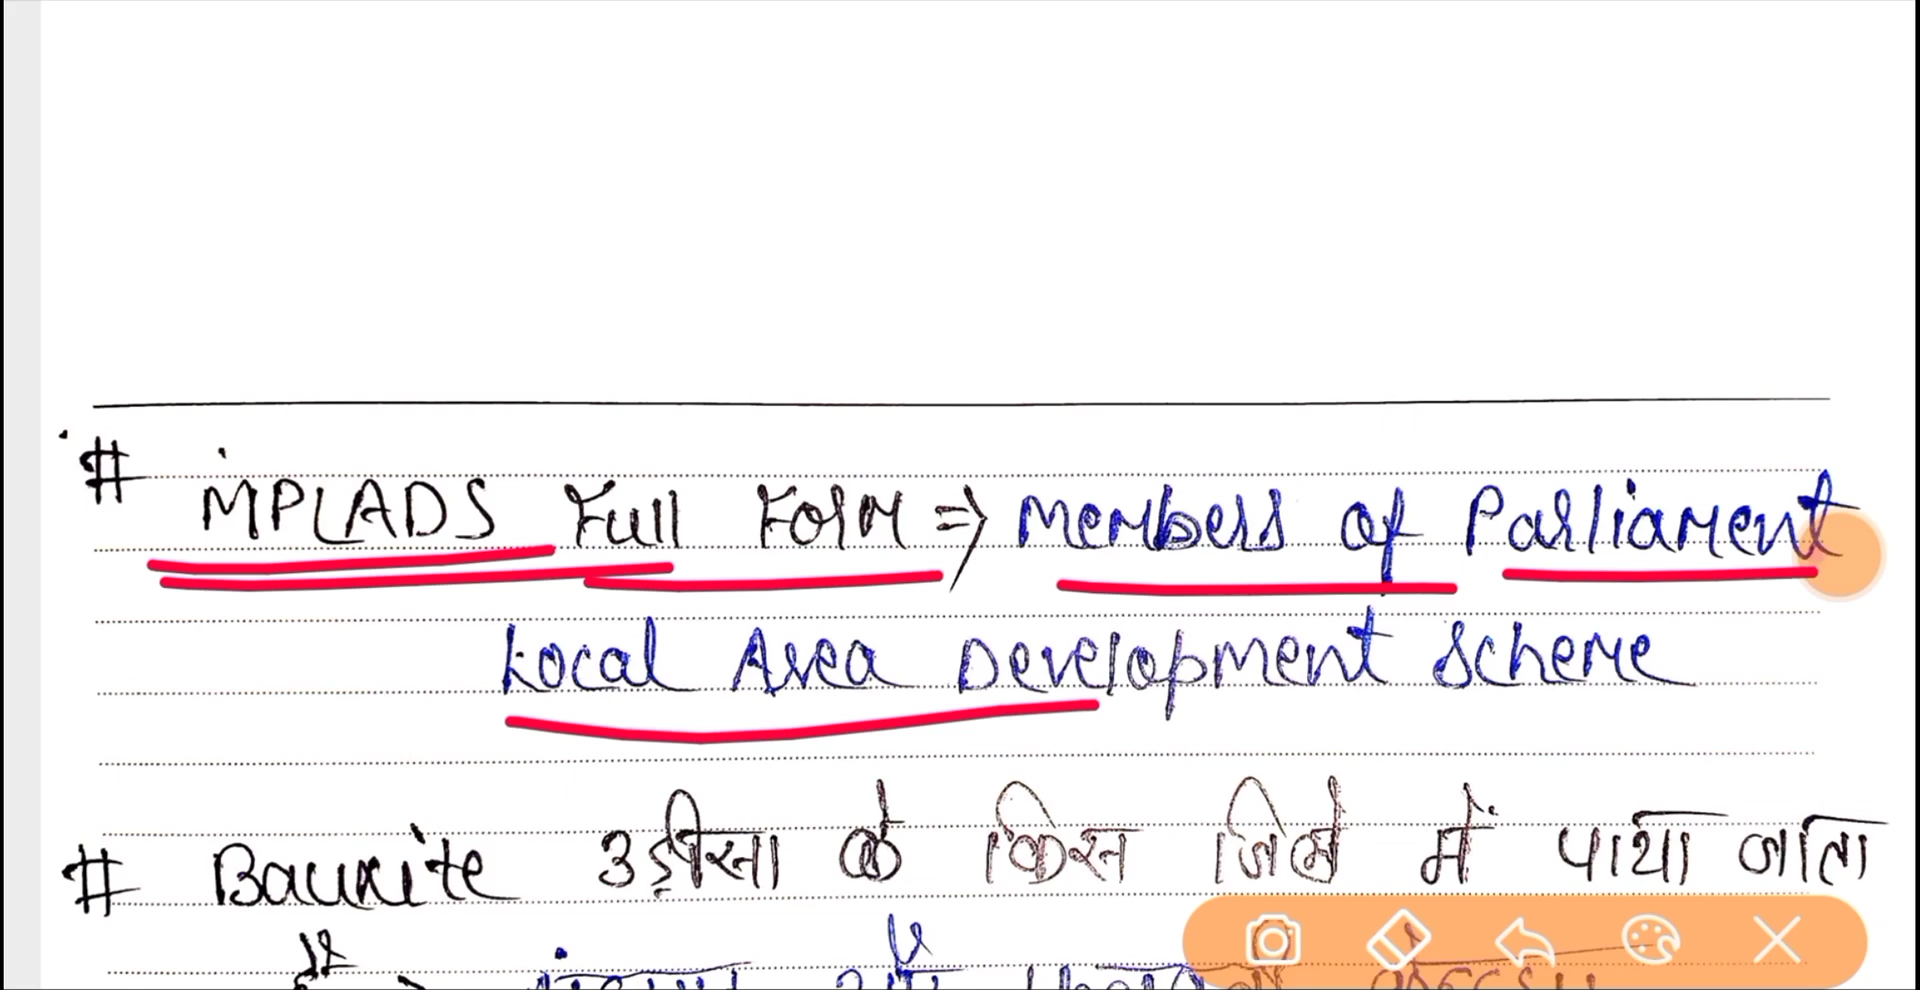 # MPLADS Full Form => Members of Parliament
Local Area Development Scheme
# Bauxite उड़ीसा के किस जिले में पाया जाता
है